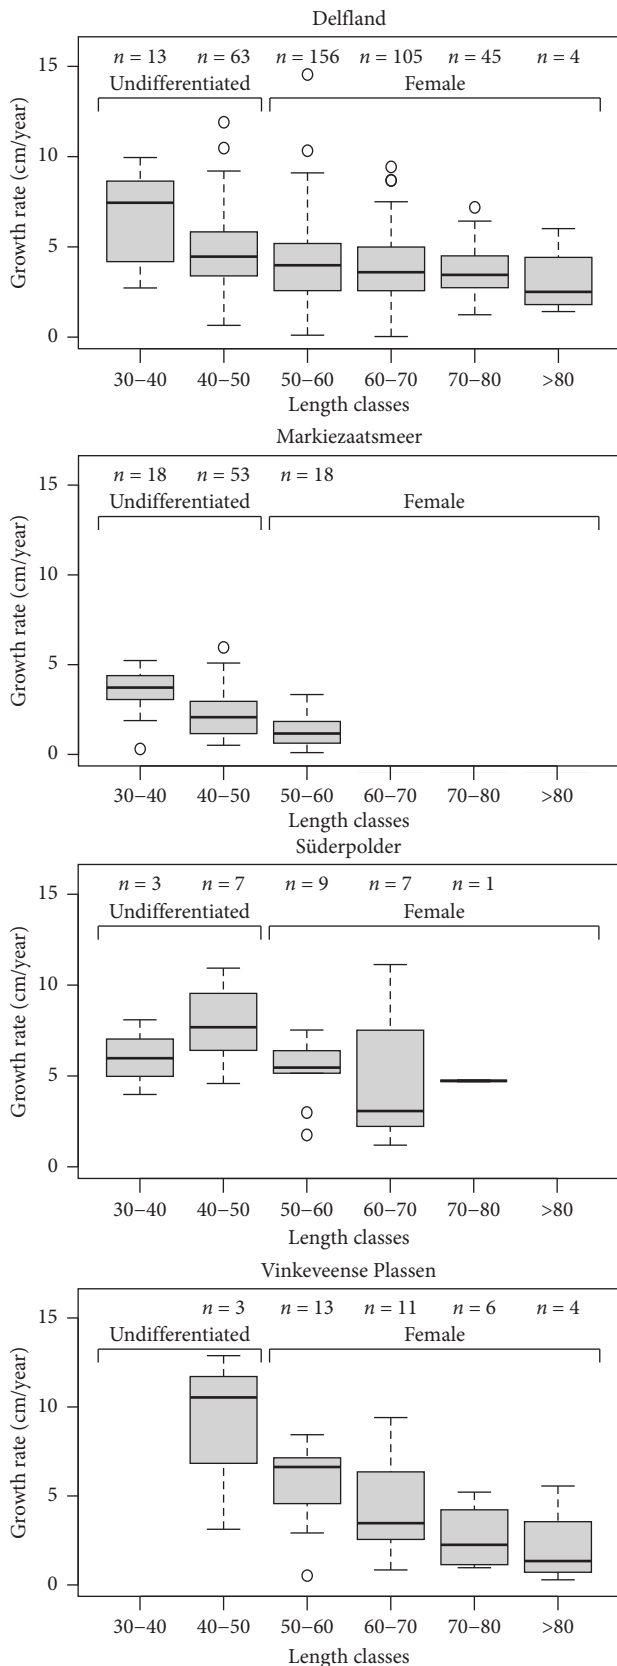 Delfland
n = 13 n = 63 n = 156 n = 105 n = 45 n = 4
Undifferentiated Female
Growth rate (cm/year)
15
10
5
0
30–40 40–50 50–60 60–70 70–80 >80
Length classes
Markiezaatsmeer
n = 18 n = 53 n = 18
Undifferentiated Female
Growth rate (cm/year)
15
10
5
0
30–40 40–50 50–60 60–70 70–80 >80
Length classes
Süderpolder
n = 3 n = 7 n = 9 n = 7 n = 1
Undifferentiated Female
Growth rate (cm/year)
15
10
5
0
30–40 40–50 50–60 60–70 70–80 >80
Length classes
Vinkeveense Plassen
n = 3 n = 13 n = 11 n = 6 n = 4
Undifferentiated Female
Growth rate (cm/year)
15
10
5
0
30–40 40–50 50–60 60–70 70–80 >80
Length classes